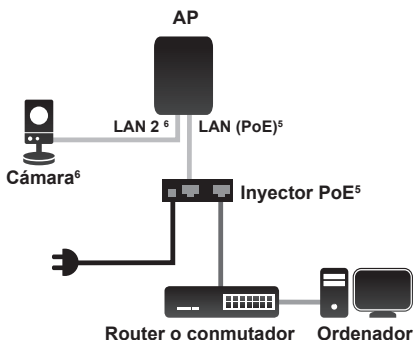 AP
LAN 2 ⁶ LAN (PoE)⁵
Cámara⁶
Inyector PoE⁵
Router o conmutador Ordenador